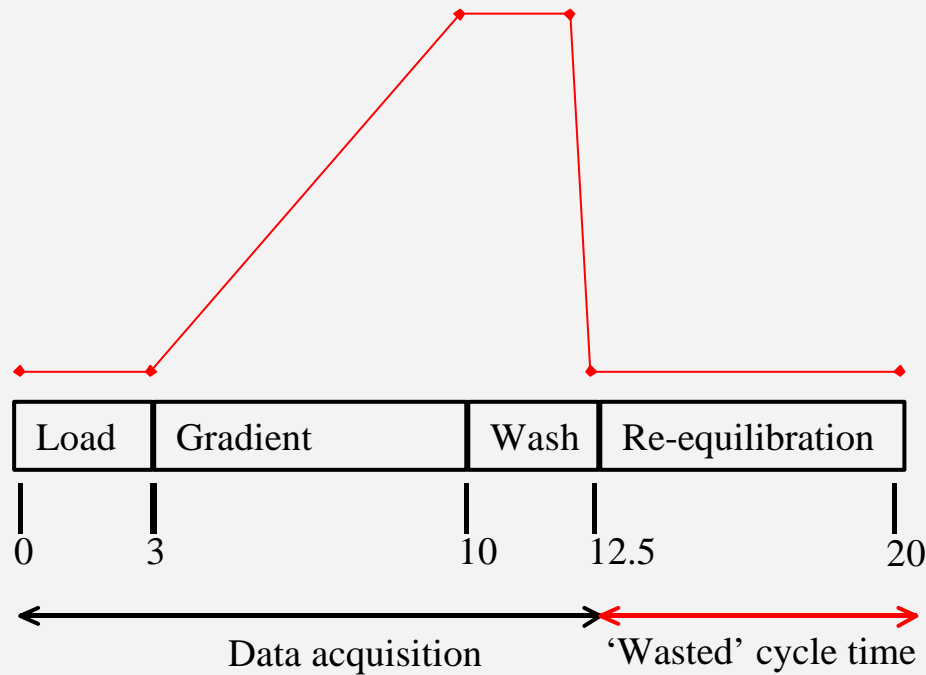 Load Gradient Wash Re-equilibration
0 3 10 12.5 20
Data acquisition ‘Wasted’ cycle time